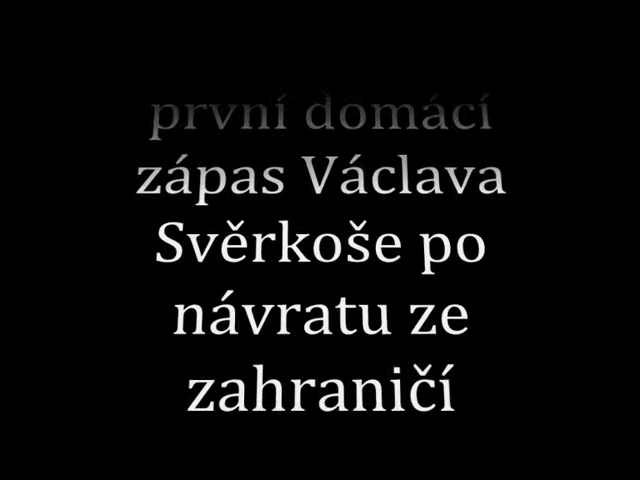 první domácí
zápas Václava
Svěrkoše po
návratu ze
zahraničí